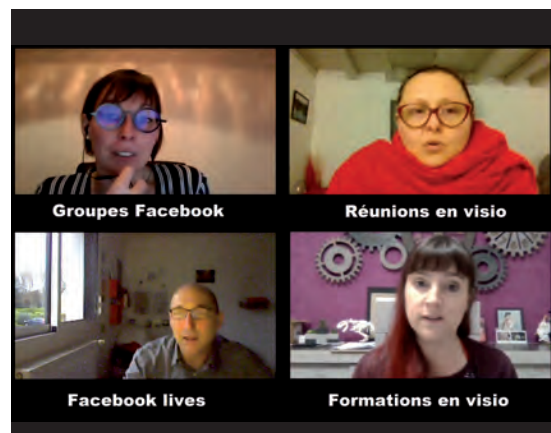 Groupes Facebook
Réunions en visio
Facebook lives
Formations en visio